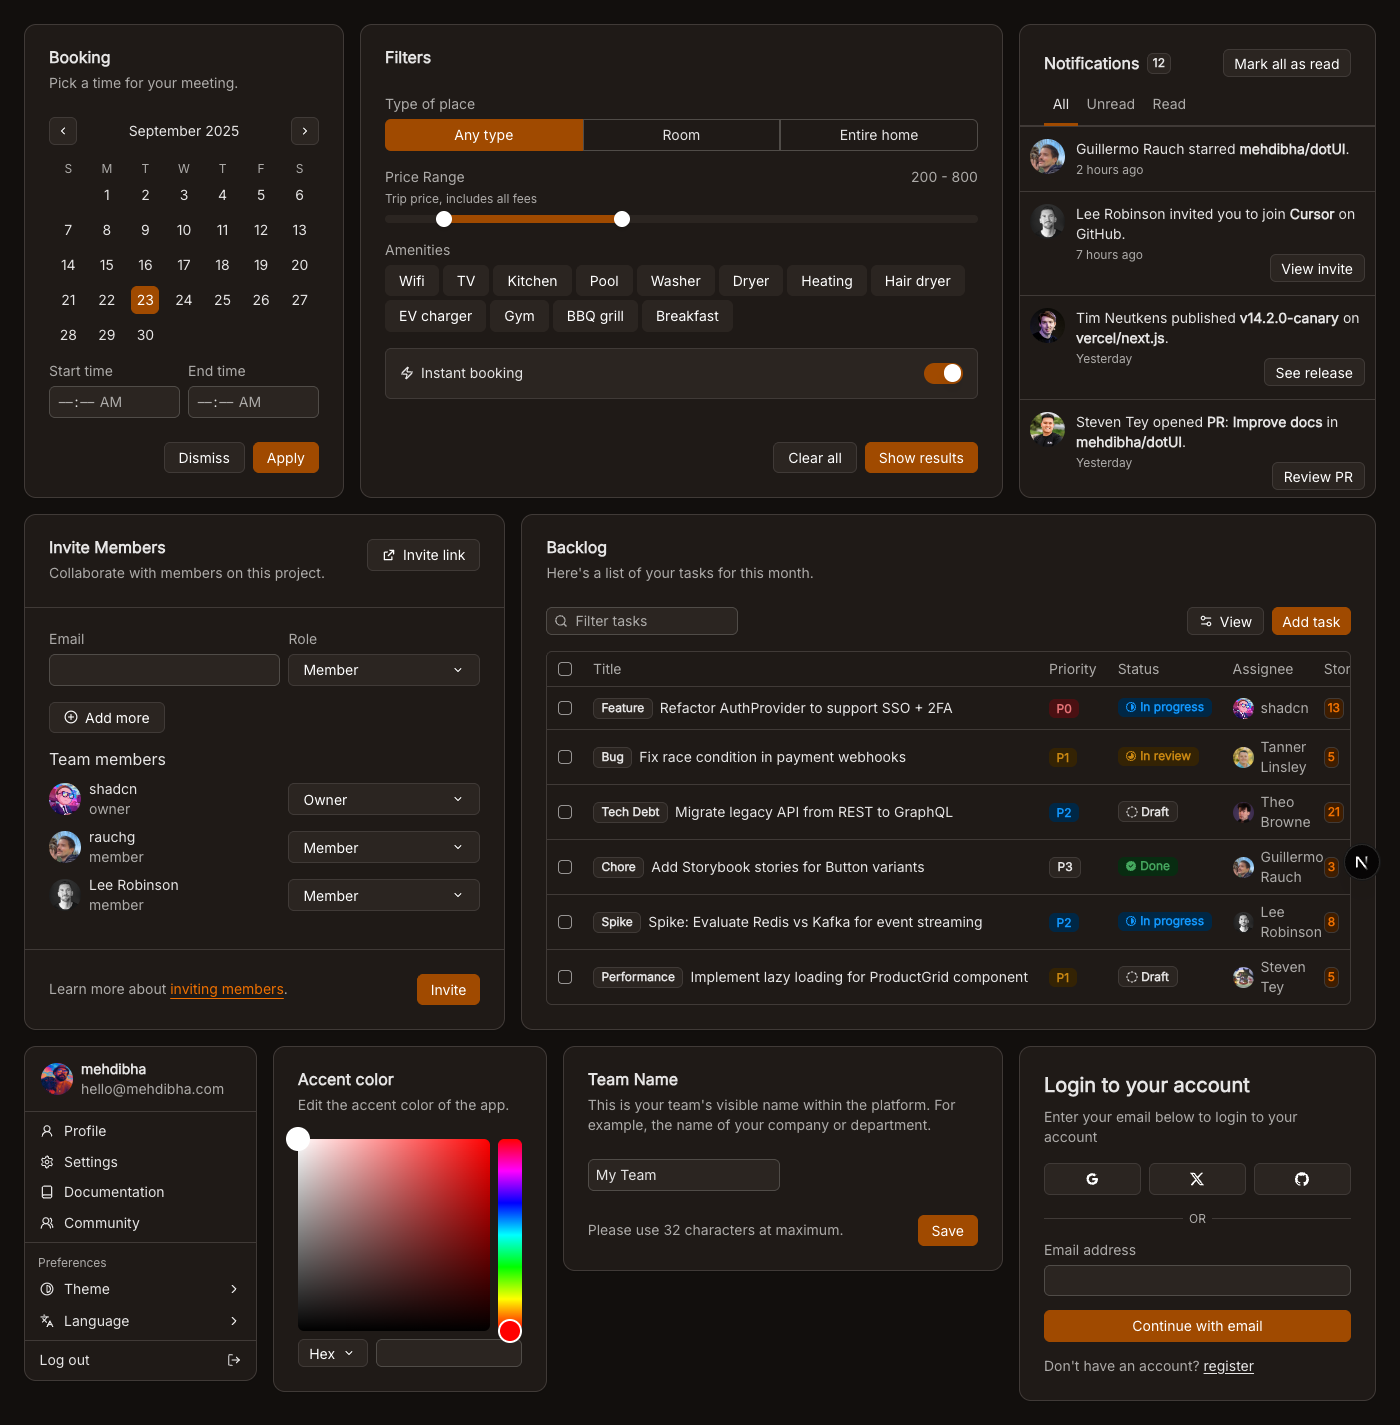 Booking
Pick a time for your meeting.
September 2025
S M T W T F S
1 2 3 4 5 6
7 8 9 10 11 12 13
14 15 16 17 18 19 20
21 22 23 24 25 26 27
28 29 30
Start time End time
––:–– AM ––:–– AM
Dismiss Apply
Filters
Type of place
Any type Room Entire home
Price Range 200 - 800
Trip price, includes all fees
Amenities
Wifi TV Kitchen Pool Washer Dryer Heating Hair dryer
EV charger Gym BBQ grill Breakfast
Instant booking
Clear all Show results
Notifications 12 Mark all as read
All Unread Read
Guillermo Rauch starred mehdibha/dotUI.
2 hours ago
Lee Robinson invited you to join Cursor on
GitHub.
7 hours ago
View invite
Tim Neutkens published v14.2.0-canary on
vercel/next.js.
Yesterday
See release
Steven Tey opened PR: Improve docs in
mehdibha/dotUI.
Yesterday
Review PR
Invite Members
Collaborate with members on this project.
Invite link
Email Role
Member
Add more
Team members
shadcn
owner
Owner
rauchg
member
Member
Lee Robinson
member
Member
Learn more about inviting members.
Invite
Backlog
Here's a list of your tasks for this month.
Filter tasks View Add task
Title Priority Status Assignee Stor
Feature Refactor AuthProvider to support SSO + 2FA P0 In progress shadcn 13
Bug Fix race condition in payment webhooks P1 In review Tanner Linsley 5
Tech Debt Migrate legacy API from REST to GraphQL P2 Draft Theo Browne 21
Chore Add Storybook stories for Button variants P3 Done Guillermo Rauch 3
Spike Spike: Evaluate Redis vs Kafka for event streaming P2 In progress Lee Robinson 8
Performance Implement lazy loading for ProductGrid component P1 Draft Steven Tey 5
N
mehdibha
hello@mehdibha.com
Profile
Settings
Documentation
Community
Preferences
Theme
Language
Log out
Accent color
Edit the accent color of the app.
Hex
Team Name
This is your team's visible name within the platform. For
example, the name of your company or department.
My Team
Please use 32 characters at maximum.
Save
Login to your account
Enter your email below to login to your
account
OR
Email address
Continue with email
Don't have an account? register